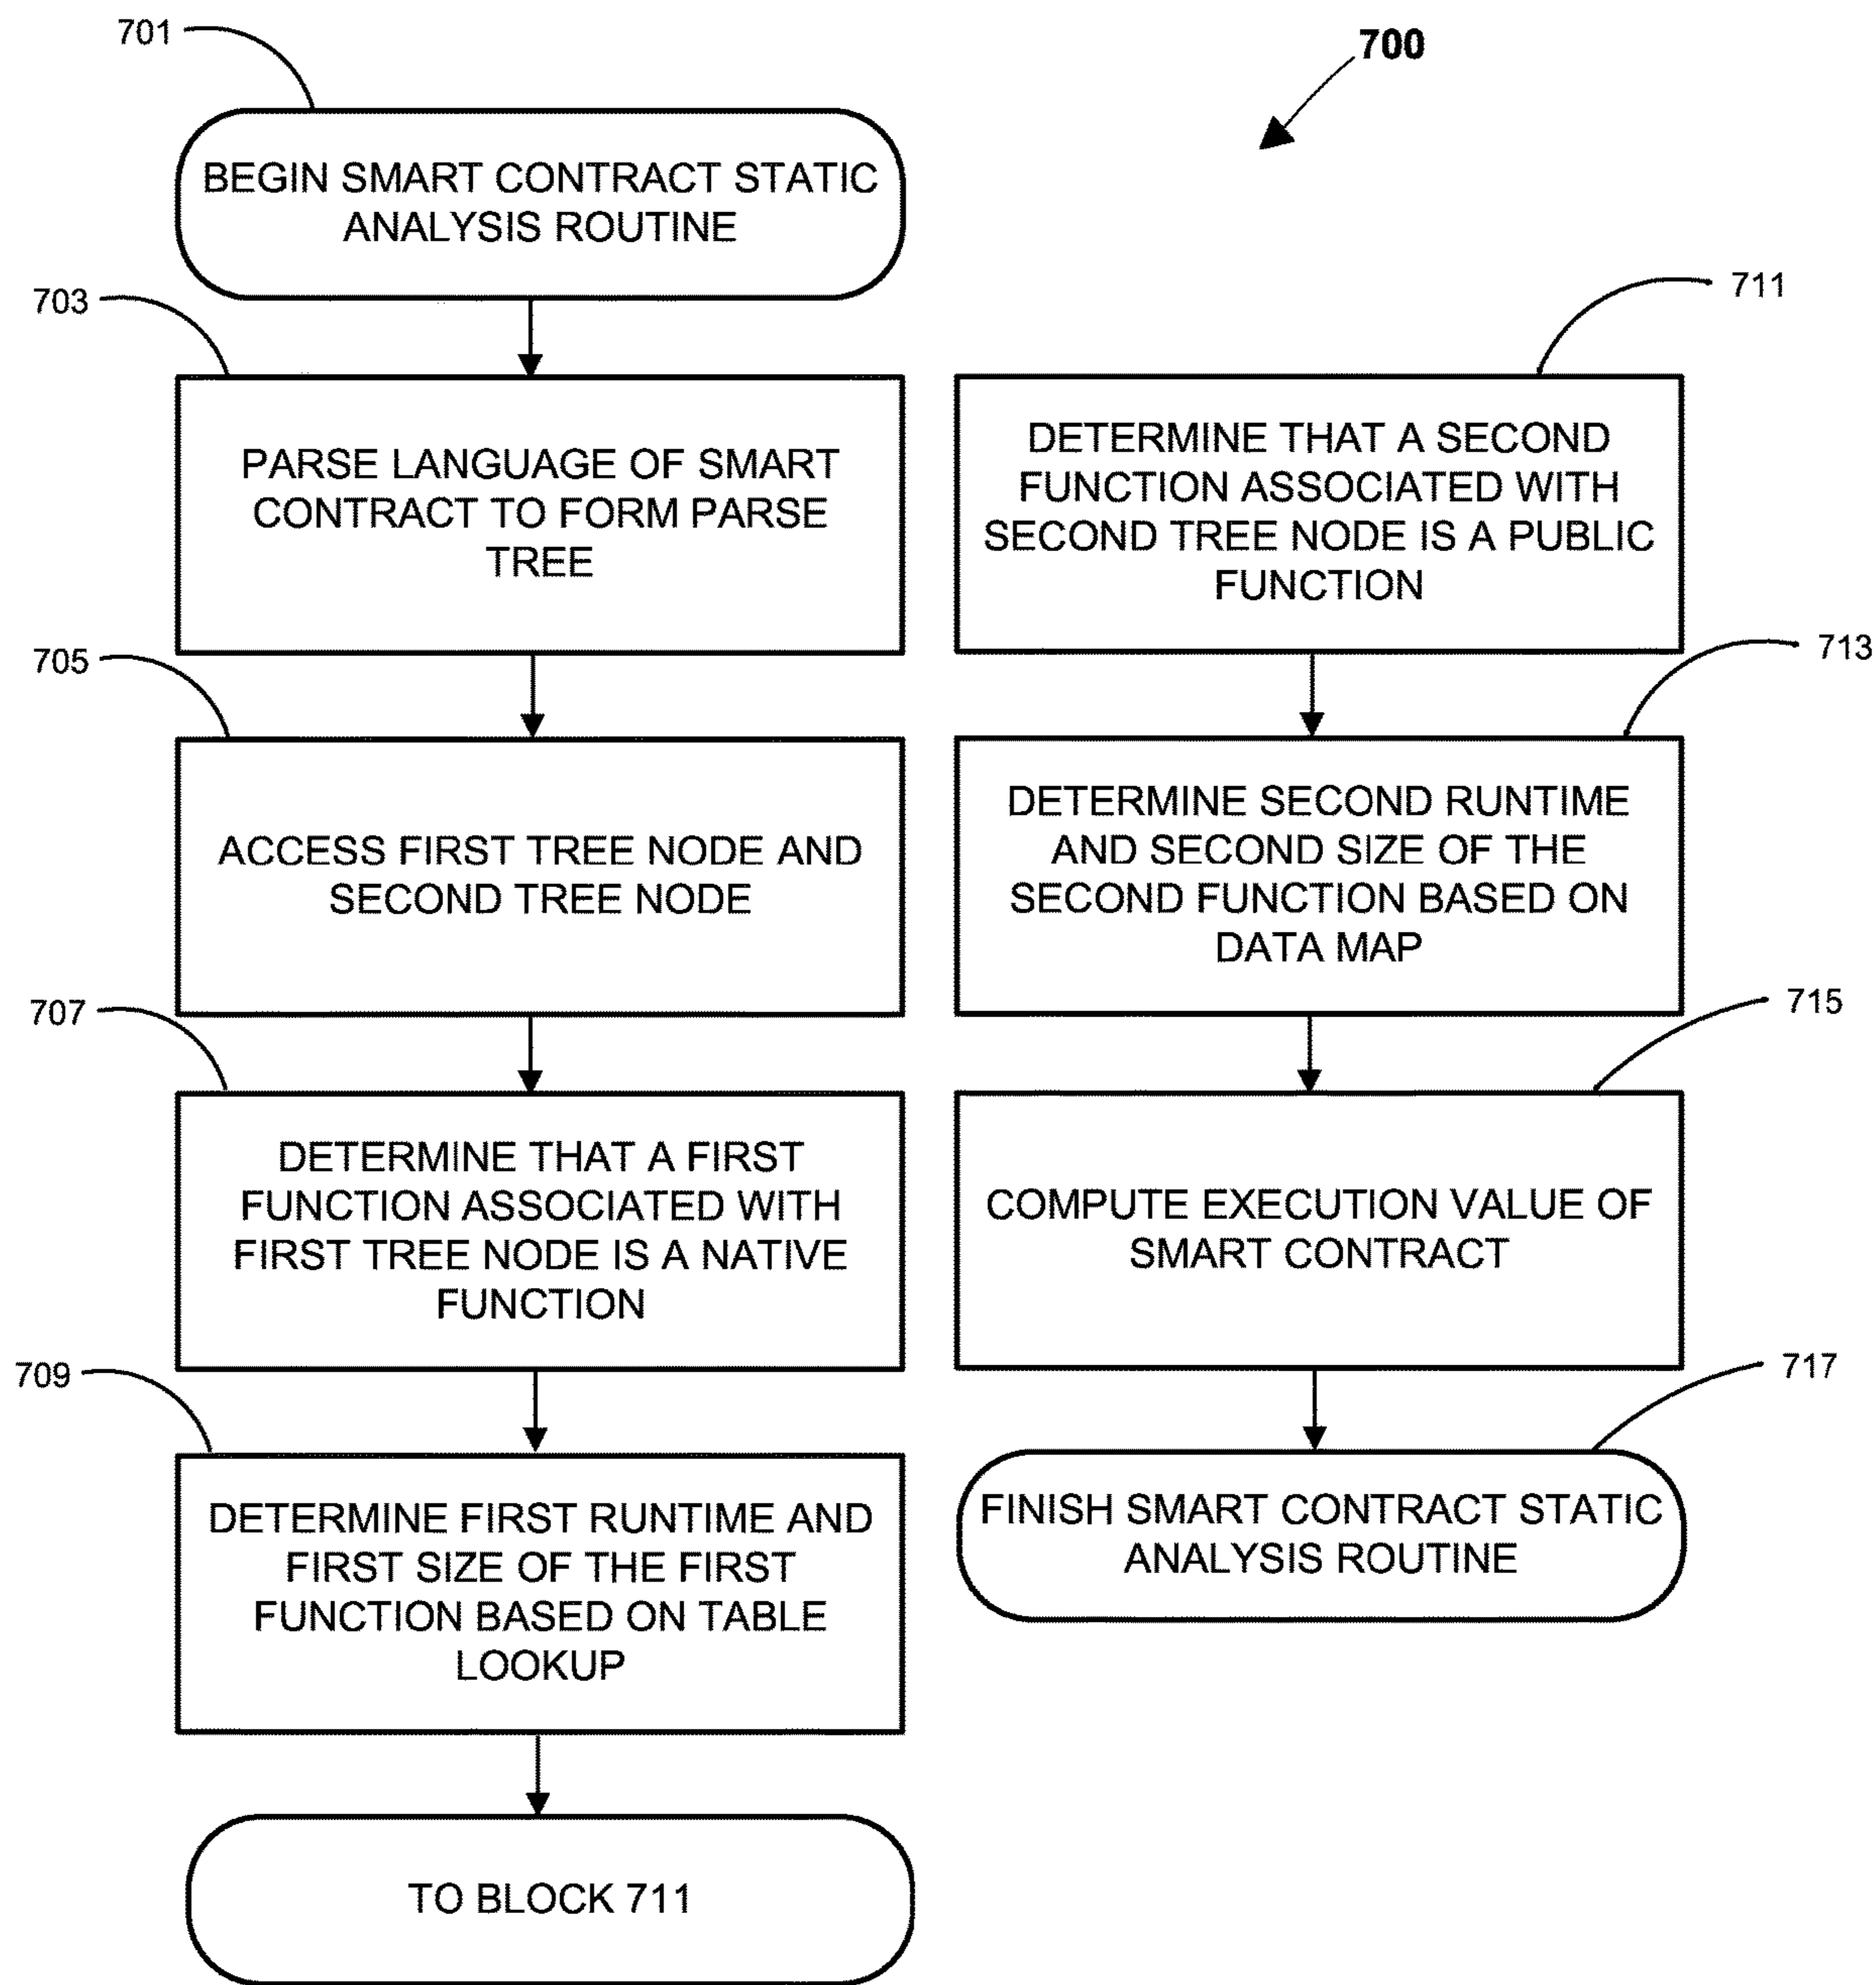 701
700
BEGIN SMART CONTRACT STATIC
ANALYSIS ROUTINE
703
PARSE LANGUAGE OF SMART
CONTRACT TO FORM PARSE
TREE
705
ACCESS FIRST TREE NODE AND
SECOND TREE NODE
707
DETERMINE THAT A FIRST
FUNCTION ASSOCIATED WITH
FIRST TREE NODE IS A NATIVE
FUNCTION
709
DETERMINE FIRST RUNTIME AND
FIRST SIZE OF THE FIRST
FUNCTION BASED ON TABLE
LOOKUP
TO BLOCK 711
711
DETERMINE THAT A SECOND
FUNCTION ASSOCIATED WITH
SECOND TREE NODE IS A PUBLIC
FUNCTION
713
DETERMINE SECOND RUNTIME
AND SECOND SIZE OF THE
SECOND FUNCTION BASED ON
DATA MAP
715
COMPUTE EXECUTION VALUE OF
SMART CONTRACT
717
FINISH SMART CONTRACT STATIC
ANALYSIS ROUTINE